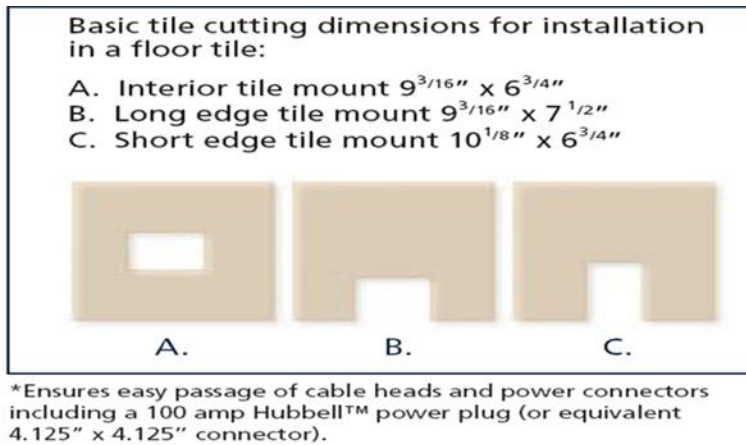 Basic tile cutting dimensions for installation
in a floor tile:
A. Interior tile mount 9 3/16" x 6 3/4"
B. Long edge tile mount 9 3/16" x 7 1/2"
C. Short edge tile mount 10 1/8" x 6 3/4"
A. B. C.
*Ensures easy passage of cable heads and power connectors
including a 100 amp Hubbell™ power plug (or equivalent
4.125" x 4.125" connector).